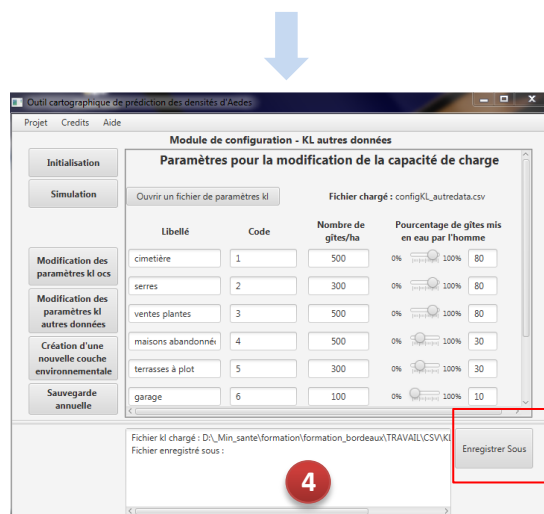 Outil cartographique de prédiction des densités d'Aedes
Projet Credits Aide
Module de configuration - KL autres données
Initialisation
Simulation
Modification des
paramètres kl ocs
Modification des
paramètres kl
autres données
Création d'une
nouvelle couche
environnementale
Sauvegarde
annuelle
Paramètres pour la modification de la capacité de charge
Ouvrir un fichier de paramètres kl Fichier chargé : configKL_autredata.csv
Libellé Code Nombre de gîtes/ha Pourcentage de gîtes mis en eau par l'homme
cimetière 1 500 0% 100% 80
serres 2 300 0% 100% 80
ventes plantes 3 500 0% 100% 80
maisons abandonnée 4 500 0% 100% 30
terrasses à plot 5 300 0% 100% 30
garage 6 100 0% 100% 10
Fichier kl chargé : D:\_Min_sante\formation\formation_bordeaux\TRAVAIL\CSV\KL
Fichier enregistré sous :
4
Enregistrer Sous